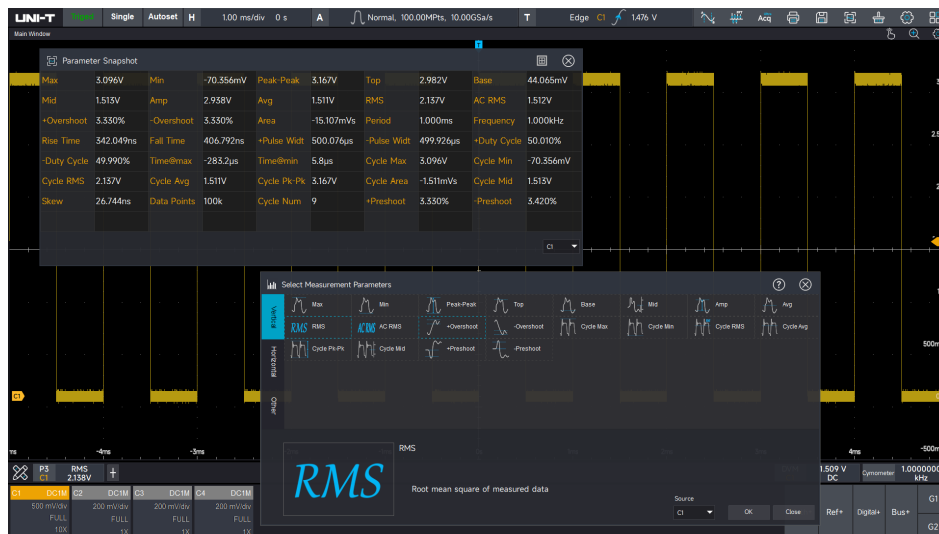 UNI-T Triged Single Autoset H 1.00 ms/div 0 s A Normal, 100.00MPts, 10.00GSa/s T Edge C1 1.476 V Acq
Main Window
T
Parameter Snapshot
Max 3.096V Min -70.356mV Peak-Peak 3.167V Top 2.982V Base 44.065mV
Mid 1.513V Amp 2.938V Avg 1.511V RMS 2.137V AC RMS 1.512V
+Overshoot 3.330% -Overshoot 3.330% Area -15.107mVs Period 1.000ms Frequency 1.000kHz
Rise Time 342.049ns Fall Time 406.792ns +Pulse Widt 500.076μs -Pulse Widt 499.926μs +Duty Cycle 50.010%
-Duty Cycle 49.990% Time@max -283.2μs Time@min 5.8μs Cycle Max 3.096V Cycle Min -70.356mV
Cycle RMS 2.137V Cycle Avg 1.511V Cycle Pk-Pk 3.167V Cycle Area -1.511mVs Cycle Mid 1.513V
Skew 26.744ns Data Points 100k Cycle Num 9 +Preshoot 3.330% -Preshoot 3.420%
C1
Select Measurement Parameters
Vertical
Horizontal
Other
Max Min Peak-Peak Top Base Mid Amp Avg
RMS RMS AC RMS AC RMS +Overshoot -Overshoot Cycle Max Cycle Min Cycle RMS Cycle Avg
Cycle Pk-Pk Cycle Mid +Preshoot -Preshoot
500m
C1
RMS
RMS
Root mean square of measured data
Source
C1 OK Close
-4ms -3ms 4ms -500m
P3 C1 RMS 2.138V + 1.509 V DC Cymometer 1.0000000 kHz
C1 DC1M C2 DC1M C3 DC1M C4 DC1M
500 mV/div 200 mV/div 200 mV/div 200 mV/div
FULL FULL FULL FULL
10X 1X 1X 1X
Ref+ Digital+ Bus+ G1
G2